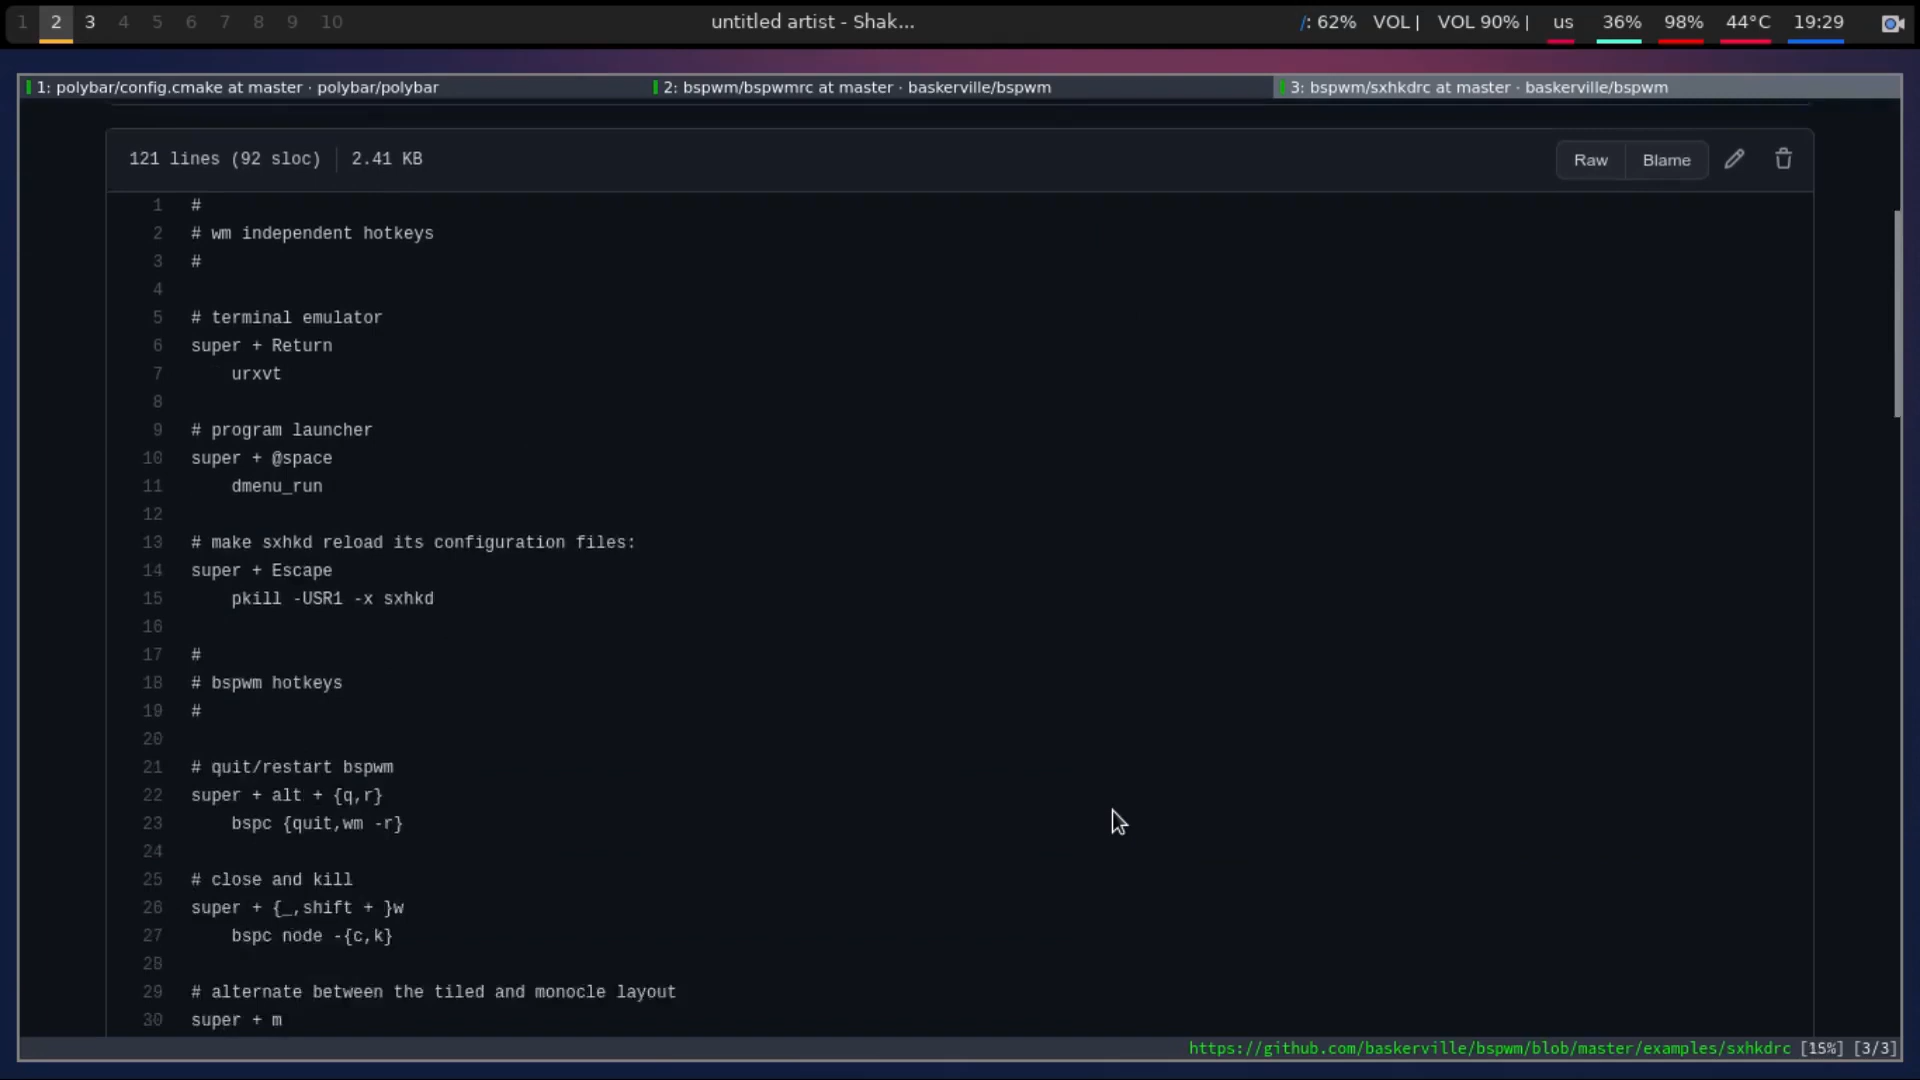 1 2 3 4 5 6 7 8 9 10 untitled artist - Shak... /: 62% VOL | VOL 90% | us 36% 98% 44°C 19:29
1: polybar/config.cmake at master · polybar/polybar 2: bspwm/bspwmrc at master · baskerville/bspwm 3: bspwm/sxhkdrc at master · baskerville/bspwm
121 lines (92 sloc) 2.41 KB Raw Blame
1 #
2 # wm independent hotkeys
3 #
4
5 # terminal emulator
6 super + Return
7 urxvt
8
9 # program launcher
10 super + @space
11 dmenu_run
12
13 # make sxhkd reload its configuration files:
14 super + Escape
15 pkill -USR1 -x sxhkd
16
17 #
18 # bspwm hotkeys
19 #
20
21 # quit/restart bspwm
22 super + alt + {q,r}
23 bspc {quit,wm -r}
24
25 # close and kill
26 super + {_,shift + }w
27 bspc node -{c,k}
28
29 # alternate between the tiled and monocle layout
30 super + m
https://github.com/baskerville/bspwm/blob/master/examples/sxhkdrc [15%] [3/3]